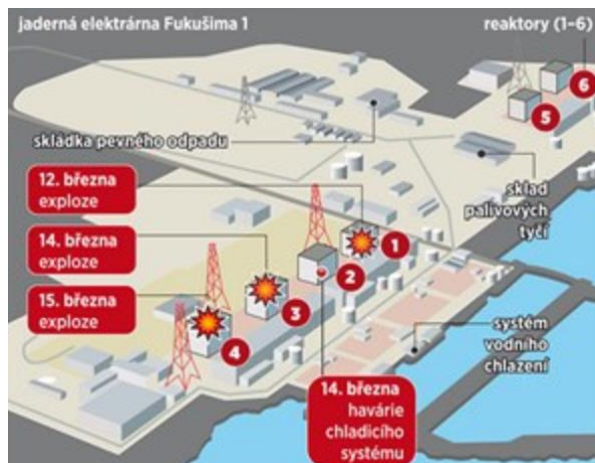 jaderná elektrárna Fukušima 1
reaktory (1–6)
6
5
skládka pevného odpadu
sklad
palivových
tyčí
12. března
exploze
1
14. března
exploze
2
15. března
exploze
3
4
systém
vodního
chlazení
14. března
havárie
chladicího
systému